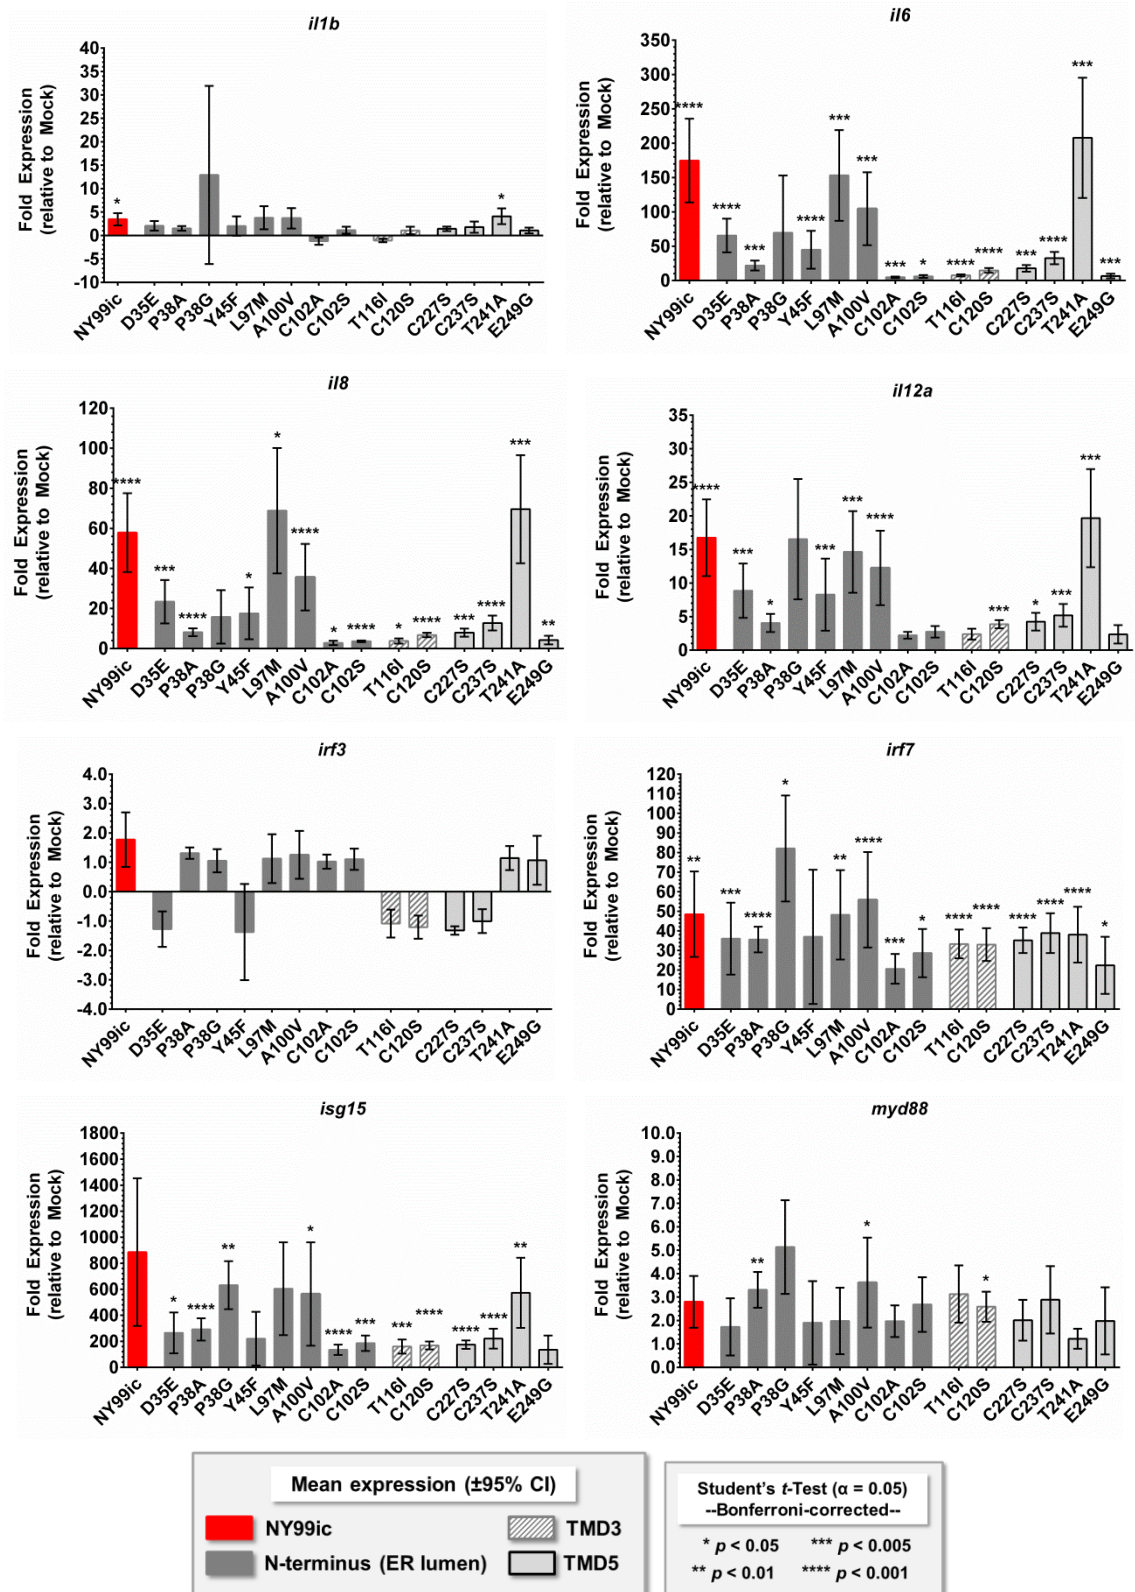 il1b
Fold Expression
(relative to Mock)
40
35
30
25
20
15
10
5
0
-5
-10
*
*
NY99ic
D35E
P38A
P38G
Y45F
L97M
A100V
C102A
C102S
T116I
C120S
C227S
C237S
T241A
E249G
il6
Fold Expression
(relative to Mock)
350
300
250
200
150
100
50
0
****
****
***
****
***
***
***
*
****
****
***
****
***
***
NY99ic
D35E
P38A
P38G
Y45F
L97M
A100V
C102A
C102S
T116I
C120S
C227S
C237S
T241A
E249G
il8
Fold Expression
(relative to Mock)
120
100
80
60
40
20
0
****
***
****
*
*
****
*
****
*
****
***
****
***
**
NY99ic
D35E
P38A
P38G
Y45F
L97M
A100V
C102A
C102S
T116I
C120S
C227S
C237S
T241A
E249G
il12a
Fold Expression
(relative to Mock)
35
30
25
20
15
10
5
0
****
***
*
***
***
****
***
*
***
***
NY99ic
D35E
P38A
P38G
Y45F
L97M
A100V
C102A
C102S
T116I
C120S
C227S
C237S
T241A
E249G
irf3
Fold Expression
(relative to Mock)
4.0
3.0
2.0
1.0
0.0
-1.0
-2.0
-3.0
-4.0
NY99ic
D35E
P38A
P38G
Y45F
L97M
A100V
C102A
C102S
T116I
C120S
C227S
C237S
T241A
E249G
irf7
Fold Expression
(relative to Mock)
120
110
100
90
80
70
60
50
40
30
20
10
0
**
***
****
*
**
****
***
*
****
****
****
****
****
*
NY99ic
D35E
P38A
P38G
Y45F
L97M
A100V
C102A
C102S
T116I
C120S
C227S
C237S
T241A
E249G
isg15
Fold Expression
(relative to Mock)
1800
1600
1400
1200
1000
800
600
400
200
0
*
****
**
*
****
***
***
****
****
****
**
NY99ic
D35E
P38A
P38G
Y45F
L97M
A100V
C102A
C102S
T116I
C120S
C227S
C237S
T241A
E249G
myd88
Fold Expression
(relative to Mock)
10.0
9.0
8.0
7.0
6.0
5.0
4.0
3.0
2.0
1.0
0.0
**
*
*
NY99ic
D35E
P38A
P38G
Y45F
L97M
A100V
C102A
C102S
T116I
C120S
C227S
C237S
T241A
E249G
Mean expression (±95% CI)
NY99ic
TMD3
N-terminus (ER lumen)
TMD5
Student's t-Test (α = 0.05)
--Bonferroni-corrected--
* p < 0.05 *** p < 0.005
** p < 0.01 **** p < 0.001